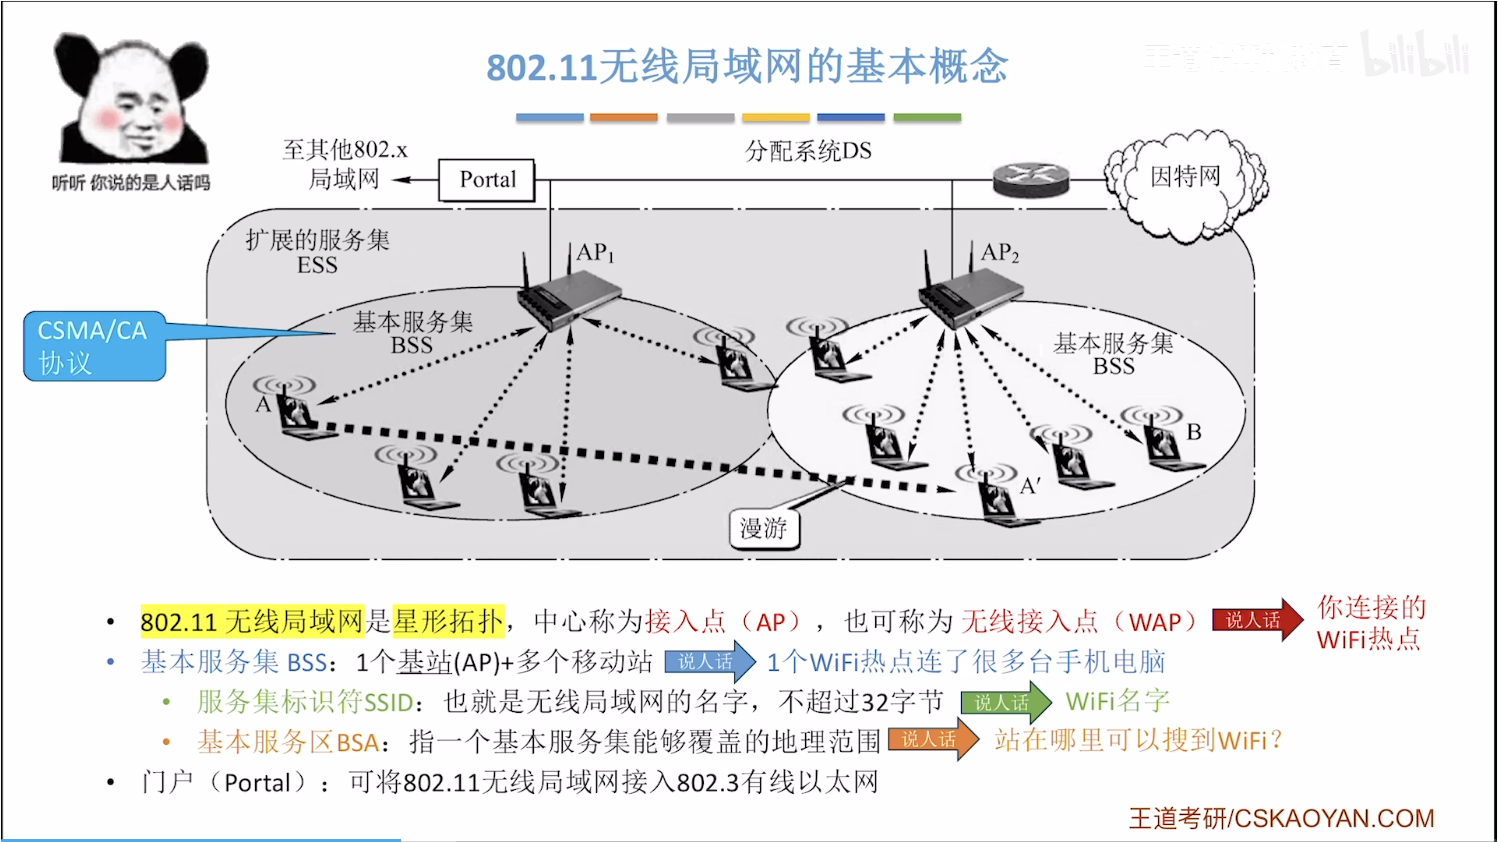 802.11无线局域网的基本概念
bilibili
听听 你说的是人话吗
至其他802.x
局域网
Portal
分配系统DS
因特网
扩展的服务集
ESS
AP₁
AP₂
CSMA/CA
协议
基本服务集
BSS
基本服务集
BSS
A
B
A′
漫游
• 802.11 无线局域网是星形拓扑，中心称为接入点（AP），也可称为 无线接入点（WAP） 说人话 你连接的
WiFi热点
• 基本服务集 BSS：1个基站(AP)+多个移动站 说人话 1个WiFi热点连了很多台手机电脑
• 服务集标识符SSID：也就是无线局域网的名字，不超过32字节 说人话 WiFi名字
• 基本服务区BSA：指一个基本服务集能够覆盖的地理范围 说人话 站在哪里可以搜到WiFi？
• 门户（Portal）：可将802.11无线局域网接入802.3有线以太网
王道考研/CSKAOYAN.COM